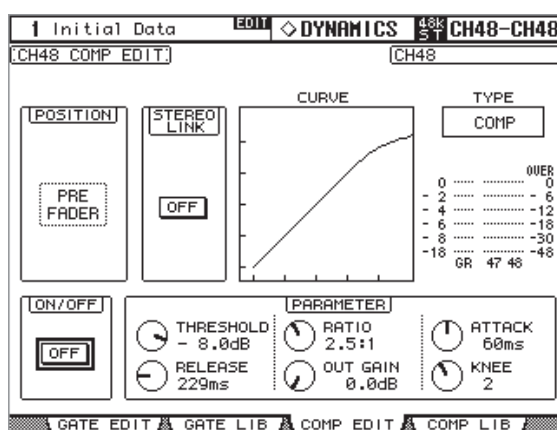 1 Initial Data EDIT ◇DYNAMICS 48K ST CH48-CH48
CH48 COMP EDIT CH48
POSITION
PRE
FADER
STEREO
LINK
OFF
CURVE
TYPE
COMP
OVER
0 0
- 2 - 6
- 4 -12
- 6 -18
- 8 -30
-18 -48
GR 47 48
ON/OFF
OFF
PARAMETER
THRESHOLD
- 8.0dB
RATIO
2.5:1
ATTACK
60ms
RELEASE
229ms
OUT GAIN
0.0dB
KNEE
2
GATE EDIT GATE LIB COMP EDIT COMP LIB